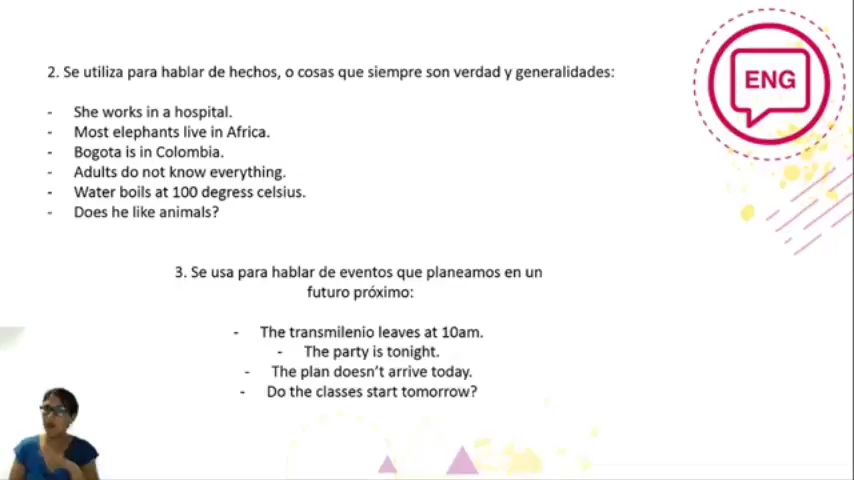 ENG
2. Se utiliza para hablar de hechos, o cosas que siempre son verdad y generalidades:
- She works in a hospital.
- Most elephants live in Africa.
- Bogota is in Colombia.
- Adults do not know everything.
- Water boils at 100 degress celsius.
- Does he like animals?
3. Se usa para hablar de eventos que planeamos en un
futuro próximo:
- The transmilenio leaves at 10am.
- The party is tonight.
- The plan doesn't arrive today.
- Do the classes start tomorrow?